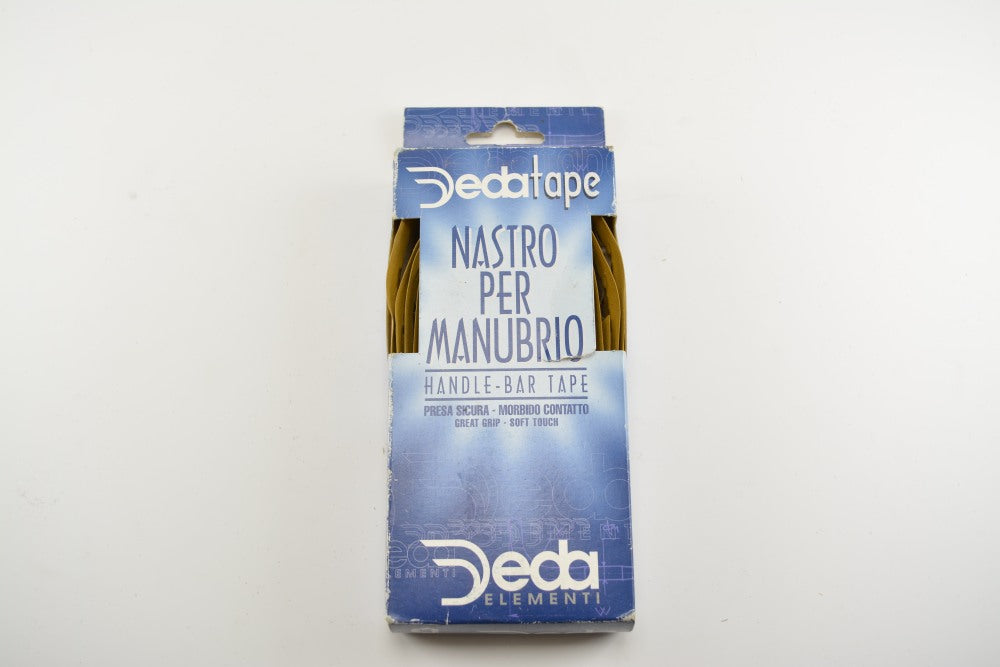 Dedatape
NASTRO
PER
MANUBRIO
HANDLE-BAR TAPE
PRESA SICURA - MORBIDO CONTATTO
GREAT GRIP - SOFT TOUCH
Deda
ELEMENTI